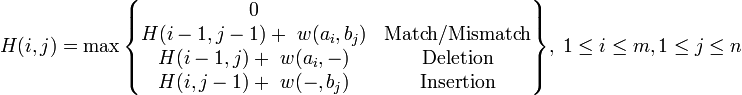 0
H(i − 1, j − 1) + w(a_i, b_j) Match/Mismatch
H(i, j) = max { H(i − 1, j) + w(a_i, −) Deletion }, 1 ≤ i ≤ m, 1 ≤ j ≤ n
H(i, j − 1) + w(−, b_j) Insertion